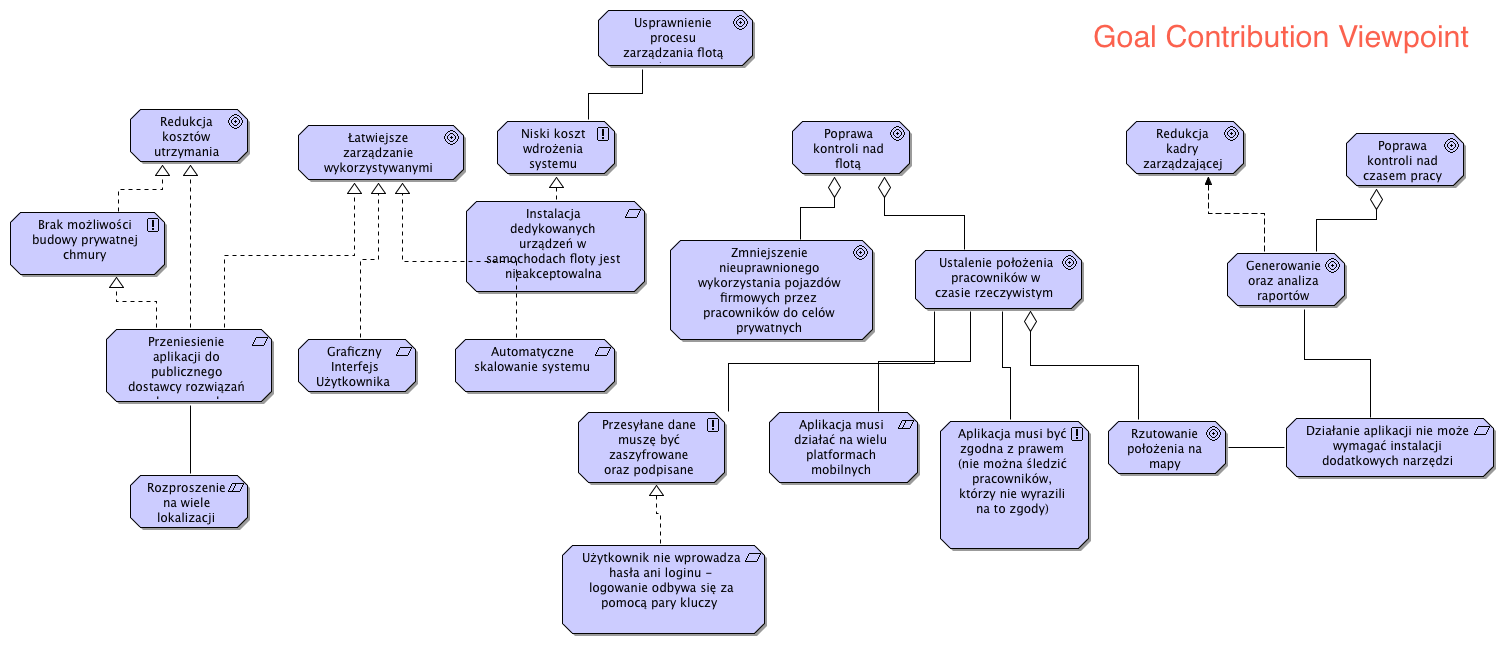 Goal Contribution Viewpoint
Usprawnienie
procesu
zarządzania flotą
Redukcja
kosztów
utrzymania
Łatwiejsze
zarządzanie
wykorzystywanymi
Niski koszt
wdrożenia
systemu
Poprawa
kontroli nad
flotą
Redukcja
kadry
zarządzającej
Poprawa
kontroli nad
czasem pracy
Brak możliwości
budowy prywatnej
chmury
Instalacja
dedykowanych
urządzeń w
samochodach floty jest
nieakceptowalna
Zmniejszenie
nieuprawnionego
wykorzystania pojazdów
firmowych przez
pracowników do celów
prywatnych
Ustalenie położenia
pracowników w
czasie rzeczywistym
Generowanie
oraz analiza
raportów
Przeniesienie
aplikacji do
publicznego
dostawcy rozwiązań
Graficzny
Interfejs
Użytkownika
Automatyczne
skalowanie systemu
Przesyłane dane
muszę być
zaszyfrowane
oraz podpisane
Aplikacja musi
działać na wielu
platformach
mobilnych
Aplikacja musi być
zgodna z prawem
(nie można śledzić
pracowników,
którzy nie wyrazili
na to zgody)
Rzutowanie
położenia na
mapy
Działanie aplikacji nie może
wymagać instalacji
dodatkowych narzędzi
Rozproszenie
na wiele
lokalizacji
Użytkownik nie wprowadza
hasła ani loginu –
logowanie odbywa się za
pomocą pary kluczy